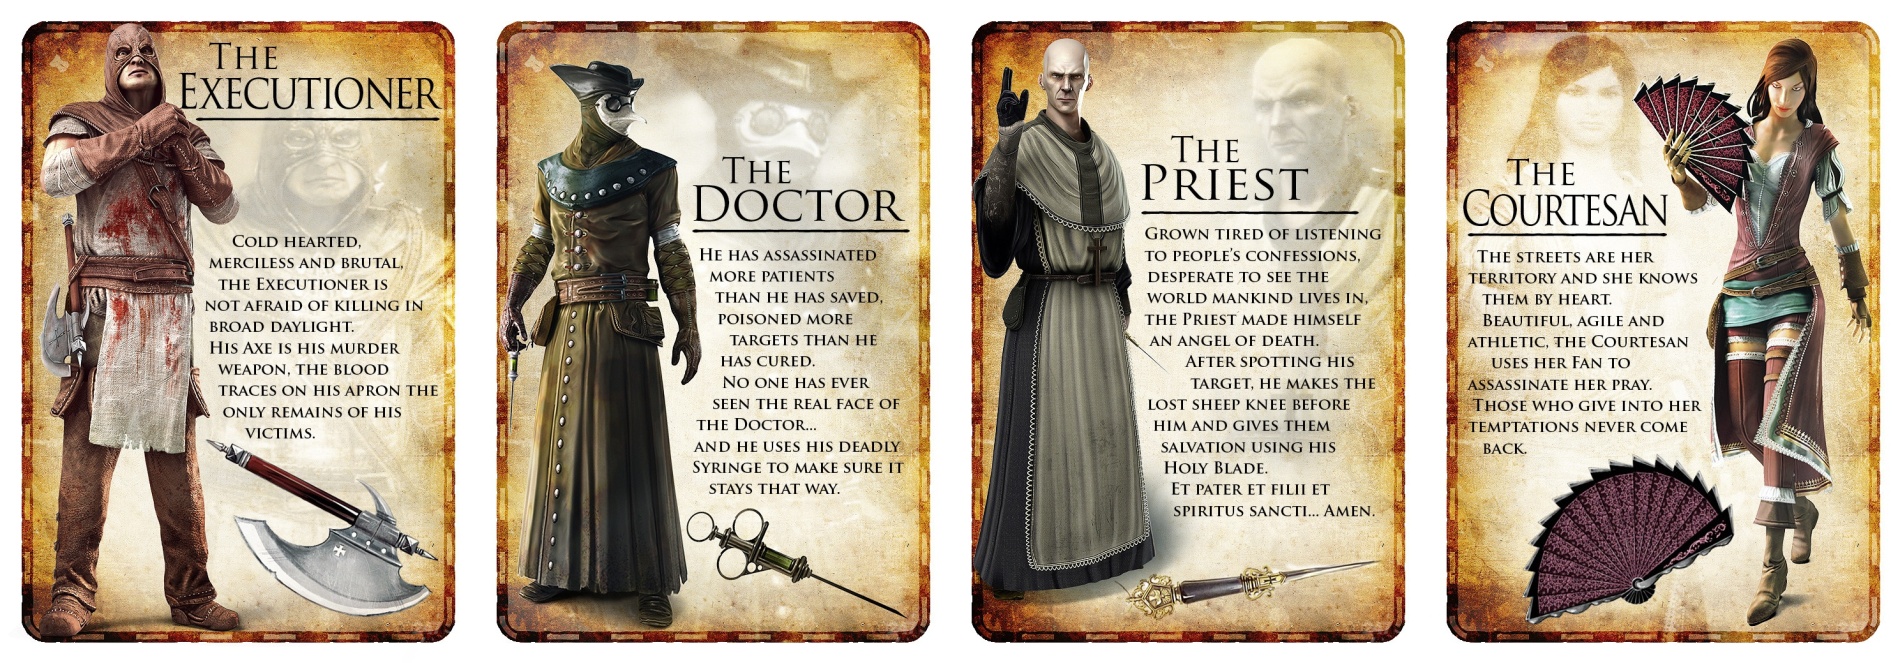 The
Executioner
Cold hearted,
merciless and brutal,
the Executioner is
not afraid of killing in
broad daylight.
His Axe is his murder
weapon, the blood
traces on his apron the
only remains of his
victims.
The
Doctor
He has assassinated
more patients
than he has saved,
poisoned more
targets than he
has cured.
No one has ever
seen the real face of
the Doctor...
and he uses his deadly
Syringe to make sure it
stays that way.
The
Priest
Grown tired of listening
to people's confessions,
desperate to see the
world mankind lives in,
the Priest made himself
an angel of death.
After spotting his
target, he makes the
lost sheep knee before
him and gives them
salvation using his
Holy Blade.
Et pater et filii et
spiritus sancti... Amen.
The
Courtesan
The streets are her
territory and she knows
them by heart.
Beautiful, agile and
athletic, the Courtesan
uses her Fan to
assassinate her pray.
Those who give into her
temptations never come
back.